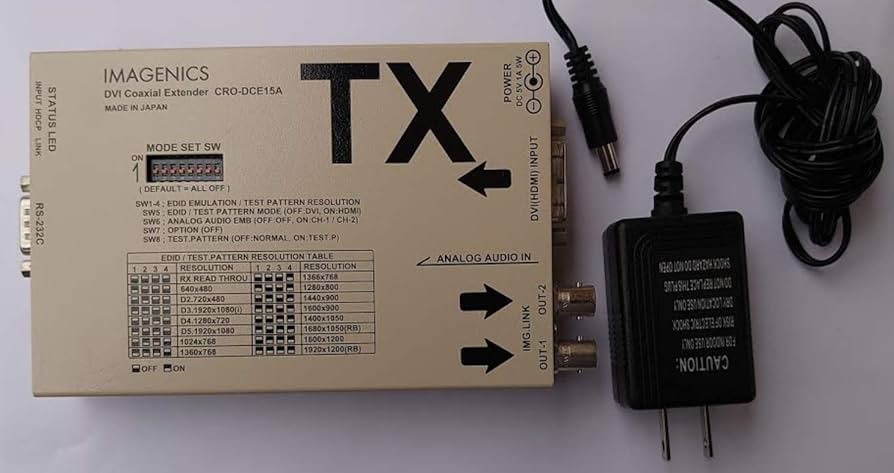 IMAGENICS
DVI Coaxial Extender CRO-DCE15A
MADE IN JAPAN
TX
POWER
DC 5V 1A 5W
STATUS LED
INPUT HDCP LINK
RS-232C
MODE SET SW
ON
( DEFAULT = ALL OFF )
SW1-4 ; EDID EMULATION / TEST PATTERN RESOLUTION
SW5 ; EDID / TEST PATTERN MODE (OFF:DVI, ON:HDMI)
SW6 ; ANALOG AUDIO EMB (OFF:OFF, ON:CH-1 / CH-2)
SW7 ; OPTION (OFF)
SW8 ; TEST.PATTERN (OFF:NORMAL, ON:TEST.P)
DVI(HDMI) INPUT
ANALOG AUDIO IN
IMG.LINK
OUT-2
OUT-1
EDID / TEST.PATTERN RESOLUTION TABLE
1 2 3 4 RESOLUTION 1 2 3 4 RESOLUTION
RX READ THROU 1366x768
640x480 1280x800
D2.720x480 1440x900
D3.1920x1080(i) 1600x900
D4.1280x720 1400x1050
D5.1920x1080 1680x1050(RB)
1024x768 1600x1200
1360x768 1920x1200(RB)
OFF ON
CAUTION:
FOR INDOOR USE ONLY
RISK OF ELECTRIC SHOCK
DRY LOCATION USE ONLY
DO NOT REPLACE THIS PLUG
SHOCK HAZARD DO NOT OPEN